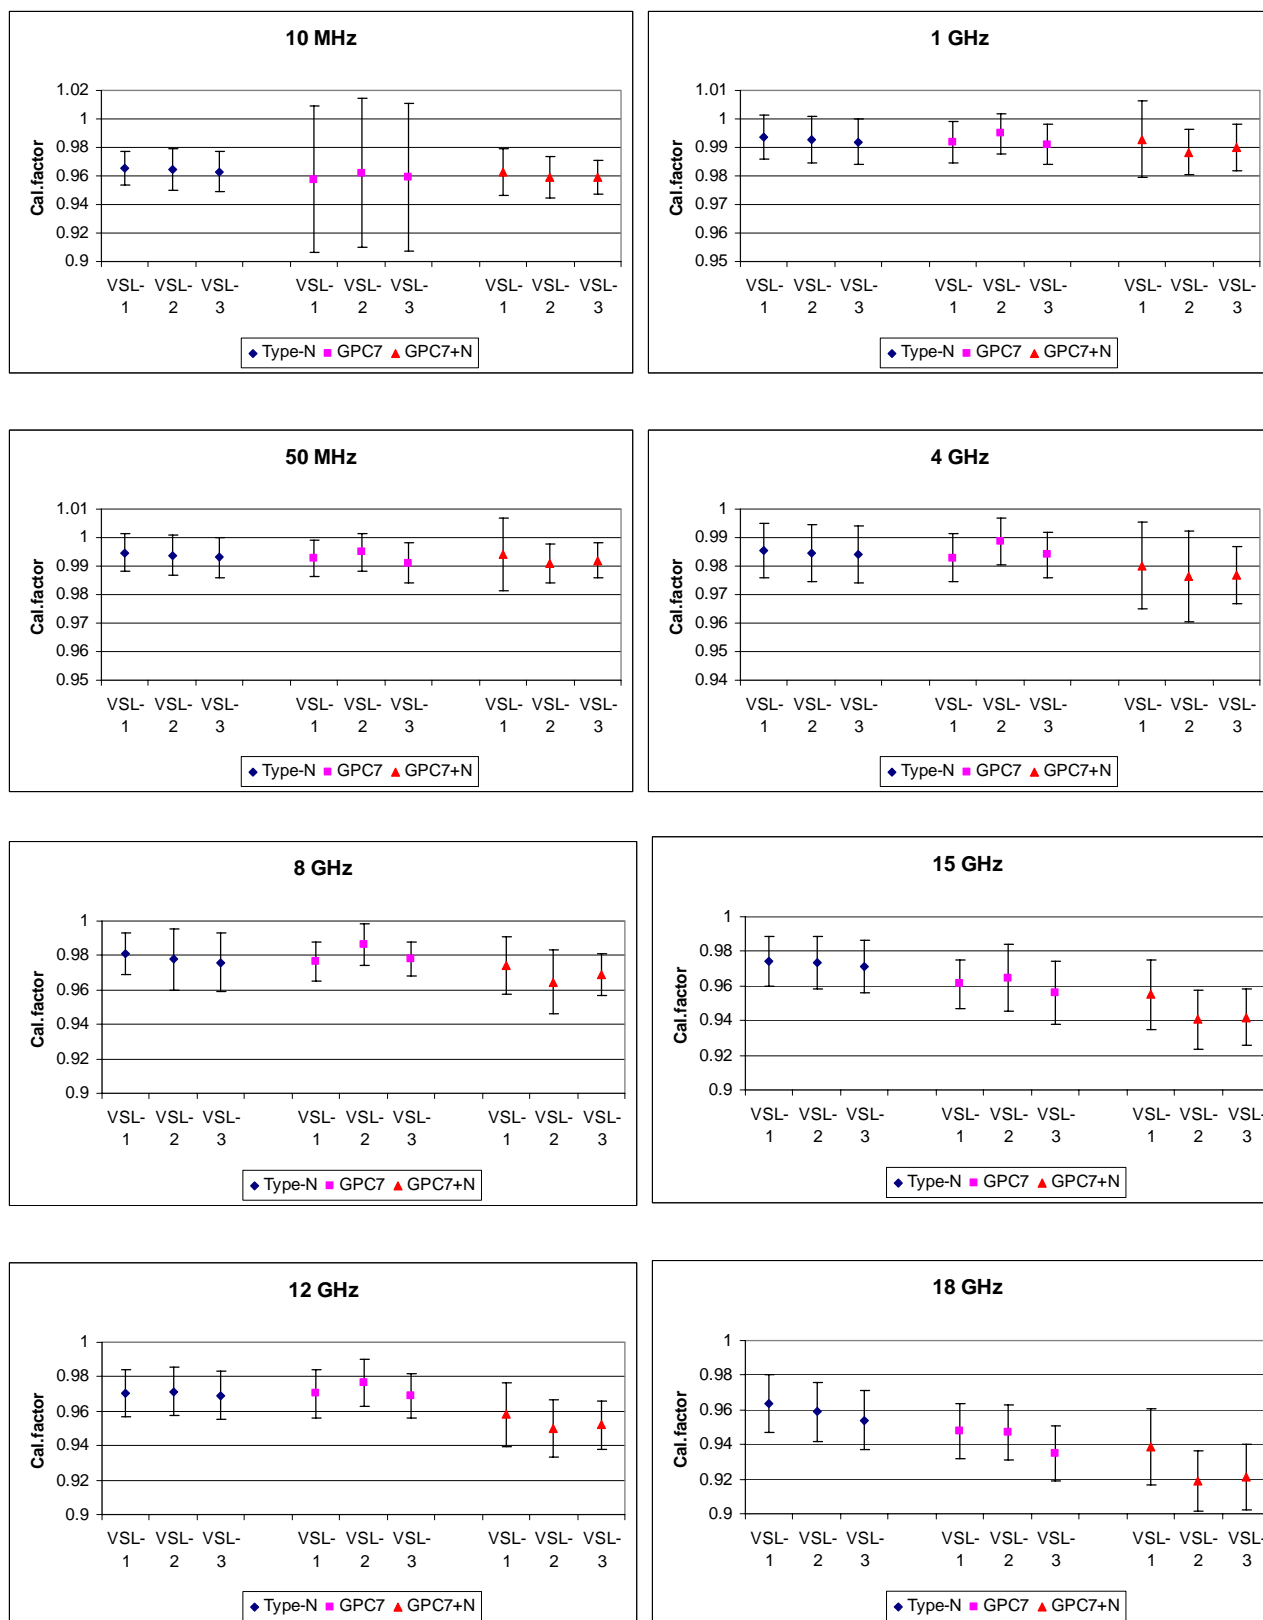 10 MHz
Cal.factor
1.02
1
0.98
0.96
0.94
0.92
0.9
VSL- VSL- VSL- VSL- VSL- VSL- VSL- VSL- VSL-
1 2 3 1 2 3 1 2 3
Type-N GPC7 GPC7+N
1 GHz
Cal.factor
1.01
1
0.99
0.98
0.97
0.96
0.95
VSL- VSL- VSL- VSL- VSL- VSL- VSL- VSL- VSL-
1 2 3 1 2 3 1 2 3
Type-N GPC7 GPC7+N
50 MHz
Cal.factor
1.01
1
0.99
0.98
0.97
0.96
0.95
VSL- VSL- VSL- VSL- VSL- VSL- VSL- VSL- VSL-
1 2 3 1 2 3 1 2 3
Type-N GPC7 GPC7+N
4 GHz
Cal.factor
1
0.99
0.98
0.97
0.96
0.95
0.94
VSL- VSL- VSL- VSL- VSL- VSL- VSL- VSL- VSL-
1 2 3 1 2 3 1 2 3
Type-N GPC7 GPC7+N
8 GHz
Cal.factor
1
0.98
0.96
0.94
0.92
0.9
VSL- VSL- VSL- VSL- VSL- VSL- VSL- VSL- VSL-
1 2 3 1 2 3 1 2 3
Type-N GPC7 GPC7+N
15 GHz
Cal.factor
1
0.98
0.96
0.94
0.92
0.9
VSL- VSL- VSL- VSL- VSL- VSL- VSL- VSL- VSL-
1 2 3 1 2 3 1 2 3
Type-N GPC7 GPC7+N
12 GHz
Cal.factor
1
0.98
0.96
0.94
0.92
0.9
VSL- VSL- VSL- VSL- VSL- VSL- VSL- VSL- VSL-
1 2 3 1 2 3 1 2 3
Type-N GPC7 GPC7+N
18 GHz
Cal.factor
1
0.98
0.96
0.94
0.92
0.9
VSL- VSL- VSL- VSL- VSL- VSL- VSL- VSL- VSL-
1 2 3 1 2 3 1 2 3
Type-N GPC7 GPC7+N